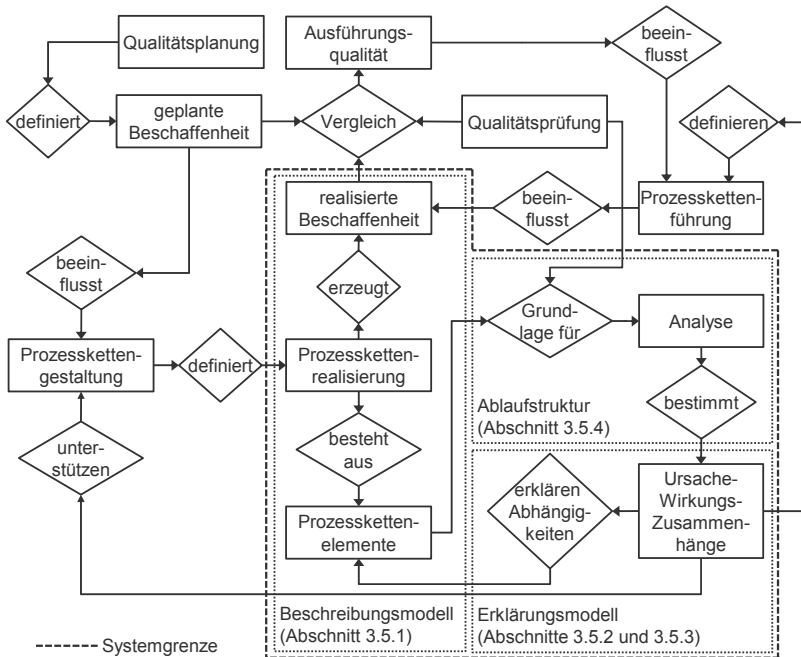 Qualitätsplanung
Ausführungs-
qualität
beein-
flusst
definiert
geplante
Beschaffenheit
Vergleich
Qualitätsprüfung
definieren
realisierte
Beschaffenheit
beein-
flusst
Prozessketten-
führung
beein-
flusst
erzeugt
Grund-
lage für
Analyse
Prozessketten-
gestaltung
definiert
Prozessketten-
realisierung
Ablaufstruktur
(Abschnitt 3.5.4)
bestimmt
unter-
stützen
besteht
aus
erklären
Abhängig-
keiten
Ursache-
Wirkungs-
Zusammen-
hänge
Prozessketten-
elemente
Beschreibungsmodell
(Abschnitt 3.5.1)
Erklärungsmodell
(Abschnitte 3.5.2 und 3.5.3)
Systemgrenze